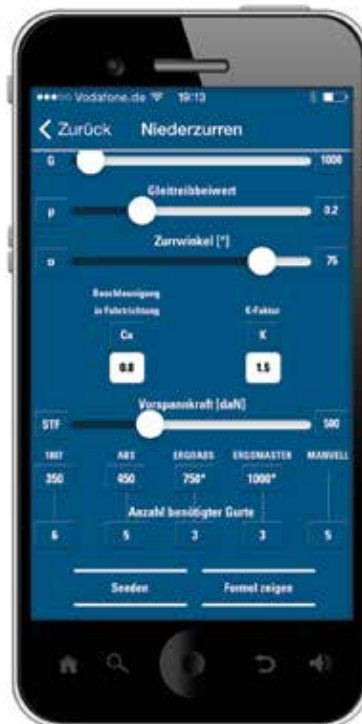 Vodafone.de 19:13
Zurück Niederzurren
G 1000
Gleitreibbeiwert
μ 0.2
Zurrwinkel [°]
α 75
Beschleunigung
in Fahrtrichtung K-Faktor
Cx K
0.8 1.5
Vorspannkraft [daN]
STF 500
ABS ERGOABS ERGOMASTER MANVELL
350 450 750* 1000*
Anzahl benötigter Gurte
6 5 3 3 5
Senden Formel zeigen